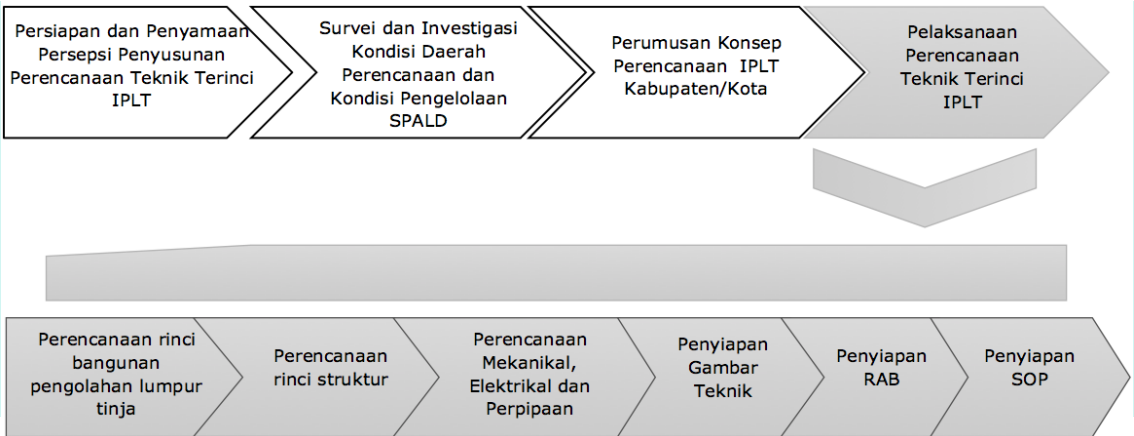 Persiapan dan Penyamaan
Persepsi Penyusunan
Perencanaan Teknik Terinci
IPLT
Survei dan Investigasi
Kondisi Daerah
Perencanaan dan
Kondisi Pengelolaan
SPALD
Perumusan Konsep
Perencanaan IPLT
Kabupaten/Kota
Pelaksanaan
Perencanaan
Teknik Terinci
IPLT
Perencanaan rinci
bangunan
pengolahan lumpur
tinja
Perencanaan
rinci struktur
Perencanaan
Mekanikal,
Elektrikal dan
Perpipaan
Penyiapan
Gambar
Teknik
Penyiapan
RAB
Penyiapan
SOP